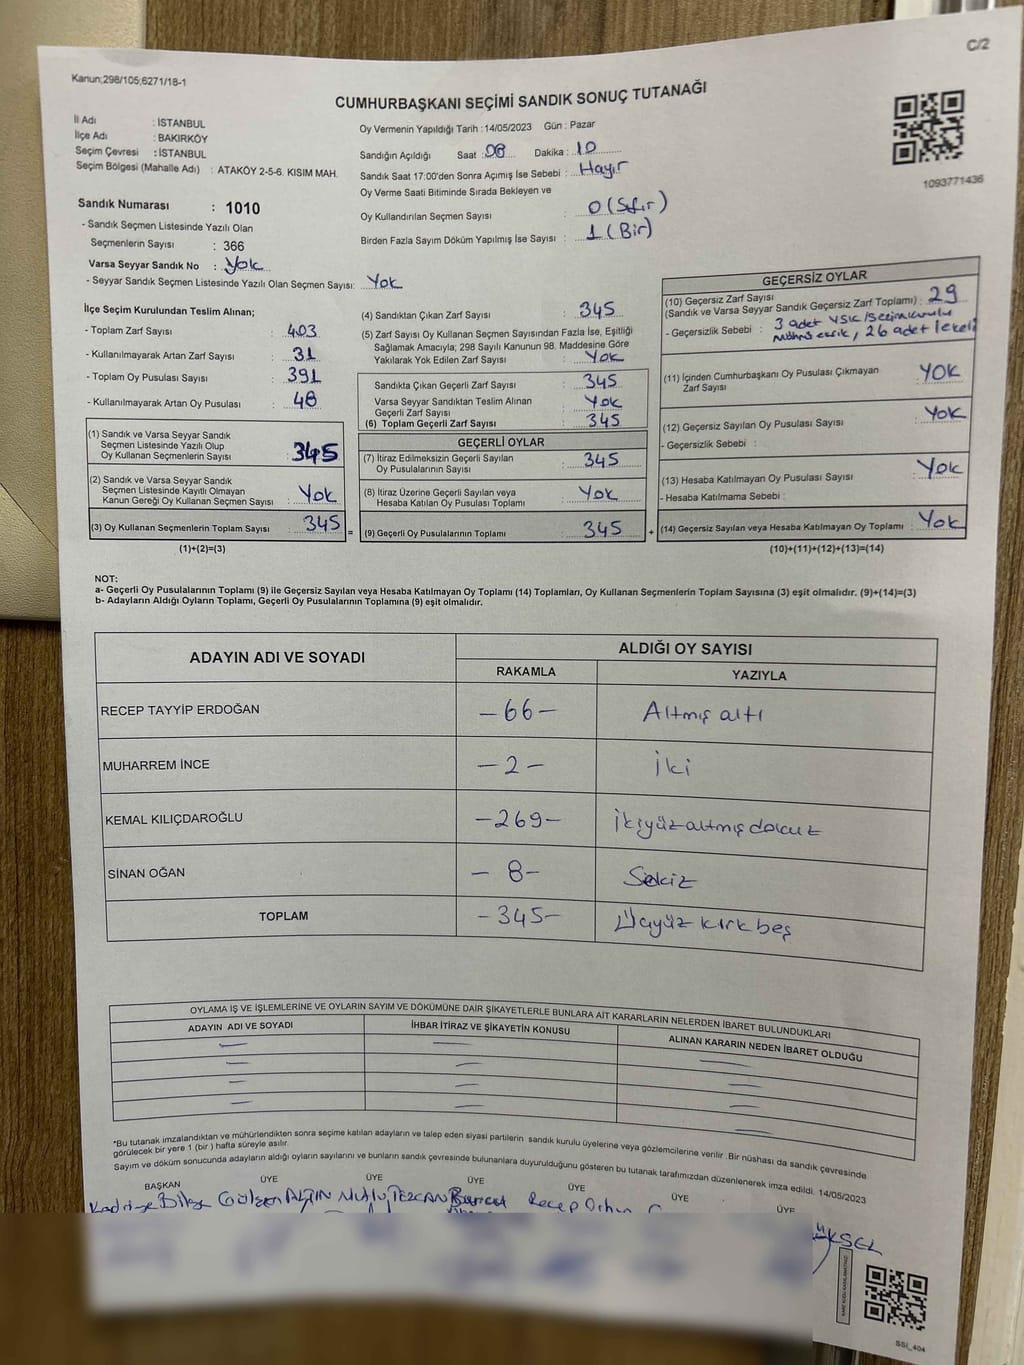 C/2
Kanun;298/105;6271/18-1
CUMHURBAŞKANI SEÇİMİ SANDIK SONUÇ TUTANAĞI
İl Adı : İSTANBUL
İlçe Adı : BAKIRKÖY
Seçim Çevresi : İSTANBUL
Seçim Bölgesi (Mahalle Adı) : ATAKÖY 2-5-6. KISIM MAH.
Oy Vermenin Yapıldığı Tarih : 14/05/2023 Gün : Pazar
Sandığın Açıldığı Saat : 08 Dakika : 10
Sandık Saat 17:00'den Sonra Açımış İse Sebebi : Hayır
Oy Verme Saati Bitiminde Sırada Bekleyen ve
Oy Kullandırılan Seçmen Sayısı : 0 (Sıfır)
Birden Fazla Sayım Döküm Yapılmış İse Sayısı : 1 (Bir)
1093771436
Sandık Numarası : 1010
- Sandık Seçmen Listesinde Yazılı Olan
Seçmenlerin Sayısı : 366
Varsa Seyyar Sandık No : Yok
- Seyyar Sandık Seçmen Listesinde Yazılı Olan Seçmen Sayısı: Yok
İlçe Seçim Kurulundan Teslim Alınan;
- Toplam Zarf Sayısı : 403
- Kullanılmayarak Artan Zarf Sayısı : 31
- Toplam Oy Pusulası Sayısı : 391
- Kullanılmayarak Artan Oy Pusulası : 48
(1) Sandık ve Varsa Seyyar Sandık
Seçmen Listesinde Yazılı Olup
Oy Kullanan Seçmenlerin Sayısı : 345
(2) Sandık ve Varsa Seyyar Sandık
Seçmen Listesinde Kayıtlı Olmayan
Kanun Gereği Oy Kullanan Seçmen Sayısı : Yok
(3) Oy Kullanan Seçmenlerin Toplam Sayısı : 345
(1)+(2)=(3)
=
(4) Sandıktan Çıkan Zarf Sayısı : 345
(5) Zarf Sayısı Oy Kullanan Seçmen Sayısından Fazla İse, Eşitliği
Sağlamak Amacıyla; 298 Sayılı Kanunun 98. Maddesine Göre
Yakılarak Yok Edilen Zarf Sayısı : Yok
Sandıkta Çıkan Geçerli Zarf Sayısı : 345
Varsa Seyyar Sandıktan Teslim Alınan
Geçerli Zarf Sayısı : Yok
(6) Toplam Geçerli Zarf Sayısı : 345
GEÇERLİ OYLAR
(7) İtiraz Edilmeksizin Geçerli Sayılan
Oy Pusulalarının Sayısı : 345
(8) İtiraz Üzerine Geçerli Sayılan veya
Hesaba Katılan Oy Pusulası Toplamı : Yok
(9) Geçerli Oy Pusulalarının Toplamı : 345
+
GEÇERSİZ OYLAR
(10) Geçersiz Zarf Sayısı
(Sandık ve Varsa Seyyar Sandık Geçersiz Zarf Toplamı) : 29
- Geçersizlik Sebebi : 3 adet YSK/Seçim kurulu
mührü eksik, 26 adet lekeli
(11) İçinden Cumhurbaşkanı Oy Pusulası Çıkmayan
Zarf Sayısı : YOK
(12) Geçersiz Sayılan Oy Pusulası Sayısı : Yok
- Geçersizlik Sebebi :
(13) Hesaba Katılmayan Oy Pusulası Sayısı : Yok
- Hesaba Katılmama Sebebi :
(14) Geçersiz Sayılan veya Hesaba Katılmayan Oy Toplamı : Yok
(10)+(11)+(12)+(13)=(14)
NOT:
a- Geçerli Oy Pusulalarının Toplamı (9) ile Geçersiz Sayılan veya Hesaba Katılmayan Oy Toplamı (14) Toplamları, Oy Kullanan Seçmenlerin Toplam Sayısına (3) eşit olmalıdır. (9)+(14)=(3)
b- Adayların Aldığı Oyların Toplamı, Geçerli Oy Pusulalarının Toplamına (9) eşit olmalıdır.
ADAYIN ADI VE SOYADI
ALDIĞI OY SAYISI
RAKAMLA YAZIYLA
RECEP TAYYİP ERDOĞAN -66- Altmış altı
MUHARREM İNCE -2- İki
KEMAL KILIÇDAROĞLU -269- İkiyüzaltmışdokuz
SİNAN OĞAN -8- Sekiz
TOPLAM -345- Üçyüz kırk beş
OYLAMA İŞ VE İŞLEMLERİNE VE OYLARIN SAYIM VE DÖKÜMÜNE DAİR ŞİKAYETLERLE BUNLARA AİT KARARLARIN NELERDEN İBARET BULUNDUKLARI
ADAYIN ADI VE SOYADI İHBAR İTİRAZ VE ŞİKAYETİN KONUSU ALINAN KARARIN NEDEN İBARET OLDUĞU
*Bu tutanak imzalandıktan ve mühürlendikten sonra seçime katılan adayların ve talep eden siyasi partilerin sandık kurulu üyelerine veya gözlemcilerine verilir. Bir nüshası da sandık çevresinde
görülecek bir yere 1 (bir) hafta süreyle asılır.
Sayım ve döküm sonucunda adayların aldığı oyların sayılarını ve bunların sandık çevresinde bulunanlara duyurulduğunu gösteren bu tutanak tarafımızdan düzenlenerek imza edildi. 14/05/2023
BAŞKAN ÜYE ÜYE ÜYE ÜYE ÜYE ÜYE
Kadriye Bilge Gülşen ALTIN NUTLU TEZCAN Burcu Recep Orhun
SSİ_404